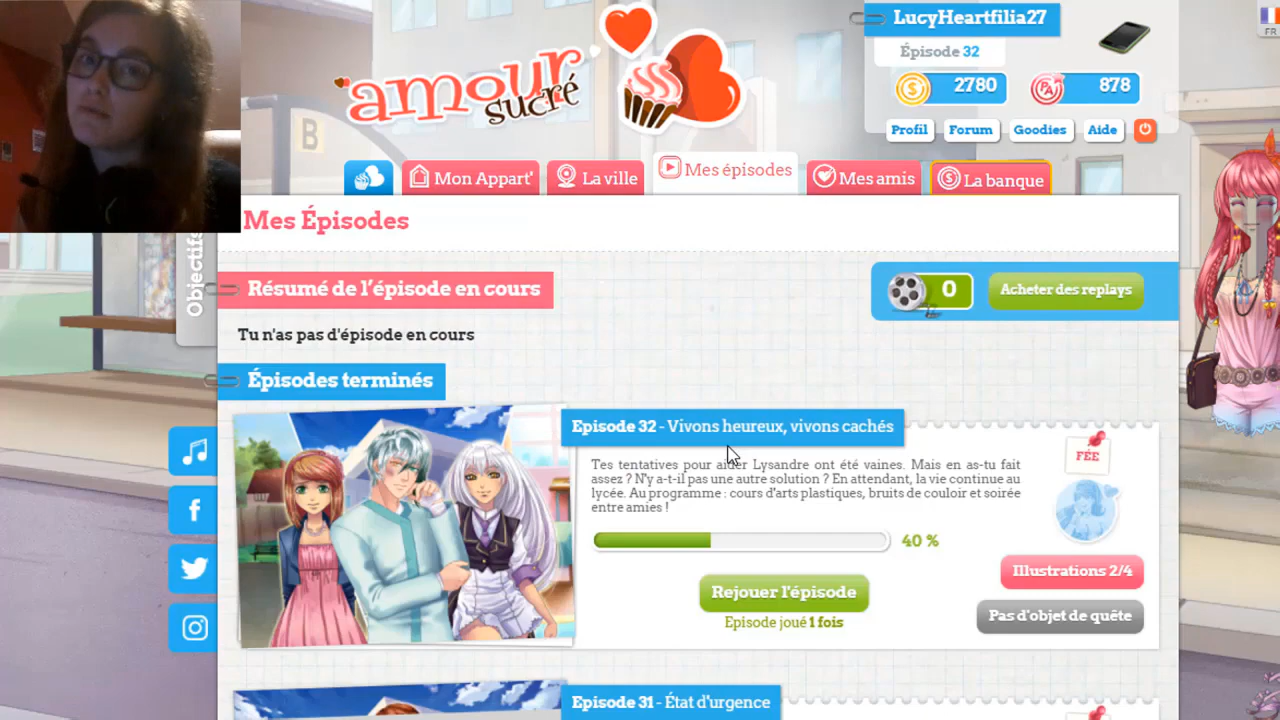 LucyHeartfilia27
Épisode 32
2780
878
FR
Profil
Forum
Goodies
Aide
amour
sucré
B
Mon Appart'
La ville
Mes épisodes
Mes amis
La banque
Objectifs
Mes Épisodes
Résumé de l'épisode en cours
0
Acheter des replays
Tu n'as pas d'épisode en cours
Épisodes terminés
Episode 32 - Vivons heureux, vivons cachés
Tes tentatives pour aider Lysandre ont été vaines. Mais en as-tu fait
assez ? N'y a-t-il pas une autre solution ? En attendant, la vie continue au
lycée. Au programme : cours d'arts plastiques, bruits de couloir et soirée
entre amies !
FÉE
40 %
Illustrations 2/4
Rejouer l'épisode
Pas d'objet de quête
Episode joué 1 fois
Episode 31 - État d'urgence